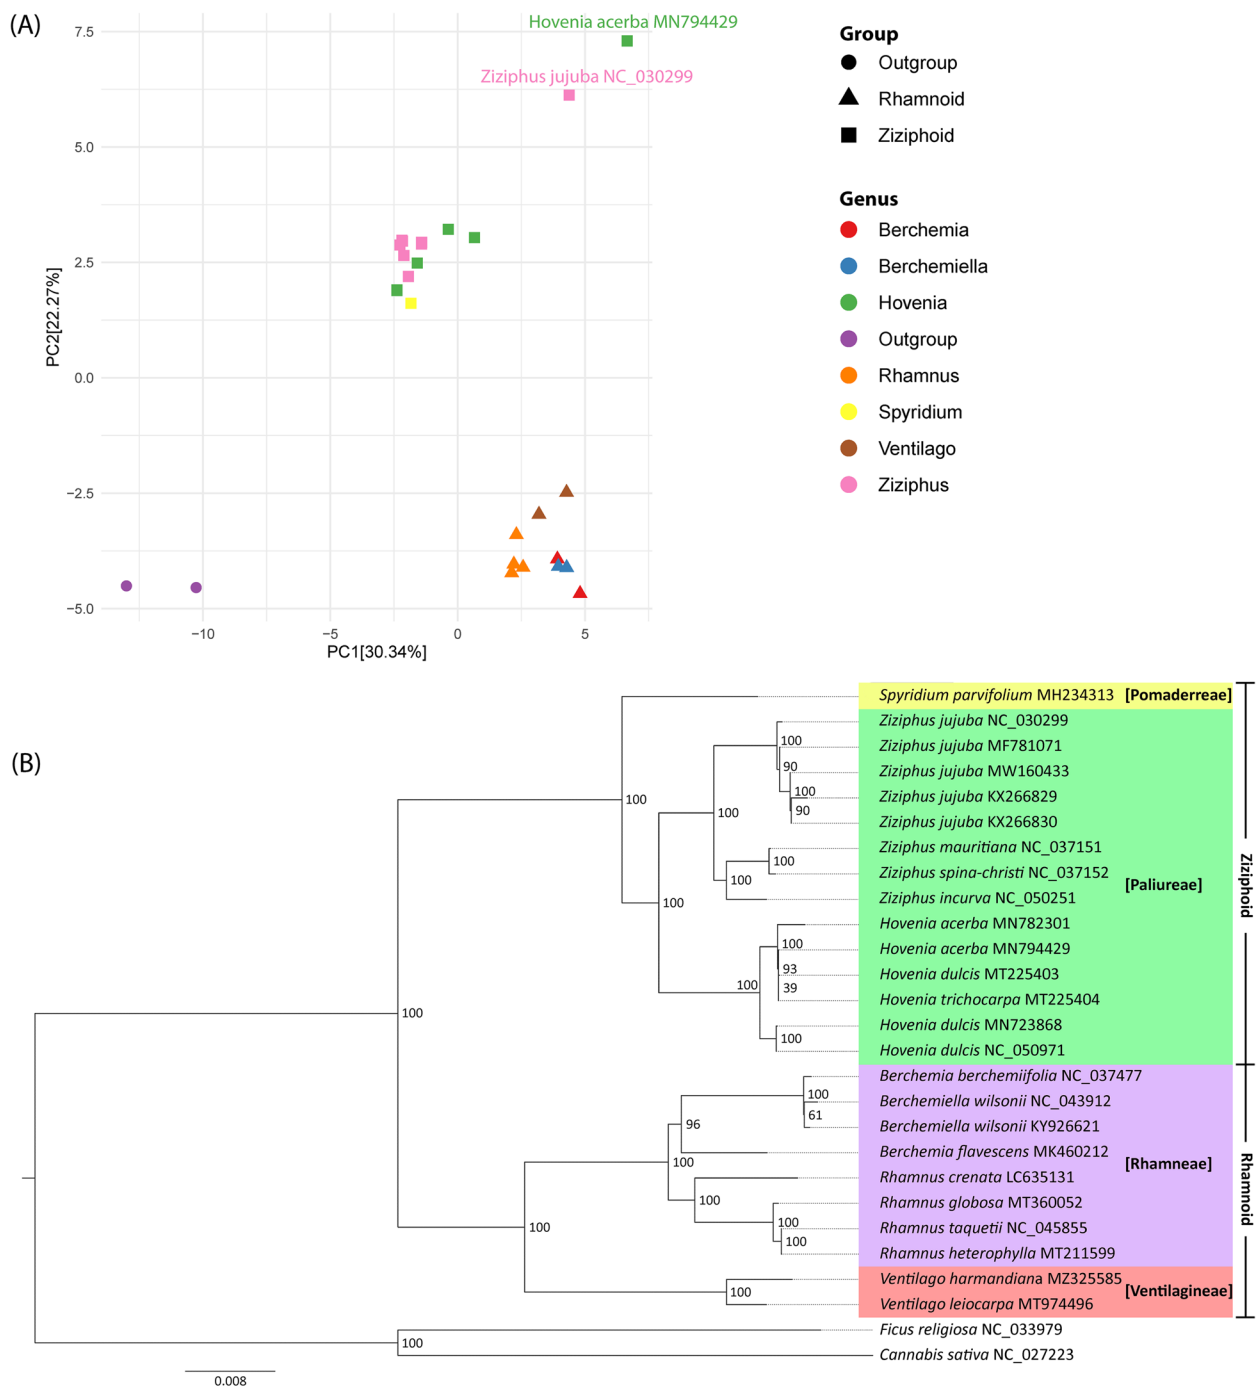 (A)
Hovenia acerba MN794429
Ziziphus jujuba NC_030299
7.5
5.0
2.5
0.0
−2.5
−5.0
PC2[22.27%]
−10
−5
0
5
PC1[30.34%]
Group
Outgroup
Rhamnoid
Ziziphoid
Genus
Berchemia
Berchemiella
Hovenia
Outgroup
Rhamnus
Spyridium
Ventilago
Ziziphus
(B)
Spyridium parvifolium MH234313 [Pomaderreae]
Ziziphus jujuba NC_030299
100
Ziziphus jujuba MF781071
90
Ziziphus jujuba MW160433
100
Ziziphus jujuba KX266829
90
100
100
Ziziphus jujuba KX266830
Ziziphus mauritiana NC_037151
100
Ziziphus spina-christi NC_037152
100
[Paliureae]
Ziziphoid
Ziziphus incurva NC_050251
100
Hovenia acerba MN782301
100
Hovenia acerba MN794429
93
Hovenia dulcis MT225403
100
39
Hovenia trichocarpa MT225404
100
Hovenia dulcis MN723868
100
Hovenia dulcis NC_050971
Berchemia berchemiifolia NC_037477
100
Berchemiella wilsonii NC_043912
61
96
Berchemiella wilsonii KY926621
Berchemia flavescens MK460212
100
[Rhamneae]
Rhamnoid
Rhamnus crenata LC635131
100
Rhamnus globosa MT360052
100
100
Rhamnus taquetii NC_045855
100
Rhamnus heterophylla MT211599
Ventilago harmandiana MZ325585
100
[Ventilagineae]
Ventilago leiocarpa MT974496
Ficus religiosa NC_033979
100
Cannabis sativa NC_027223
0.008